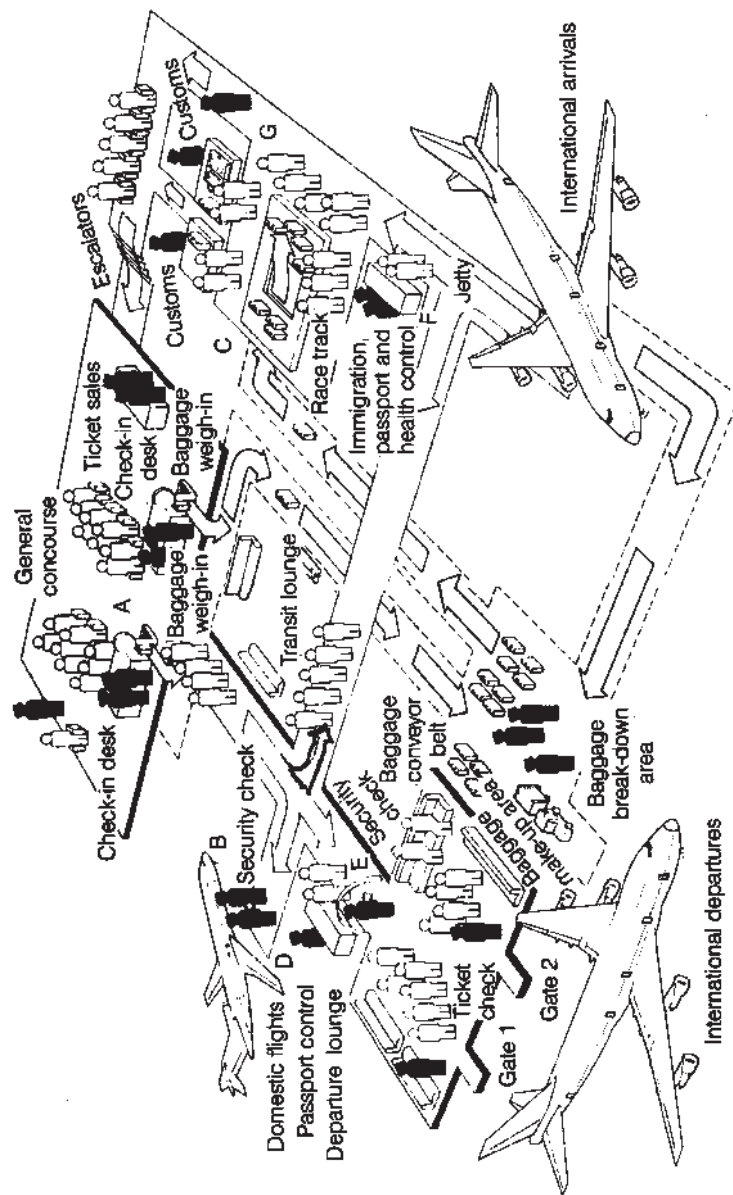 General
concourse
A
Check-in desk
Ticket sales
Check-in
desk
Baggage
weigh-in
Baggage
weigh-in
Escalators
Customs
Customs
G
C
Race track
Immigration,
passport and
health control
F
Jetty
International arrivals
Transit lounge
B
Security check
D
E
Domestic flights
Passport control
Departure lounge
Security
check
Baggage
conveyor
belt
Baggage
make-up area
Baggage
break-down
area
Ticket
check
Gate 1
Gate 2
International departures